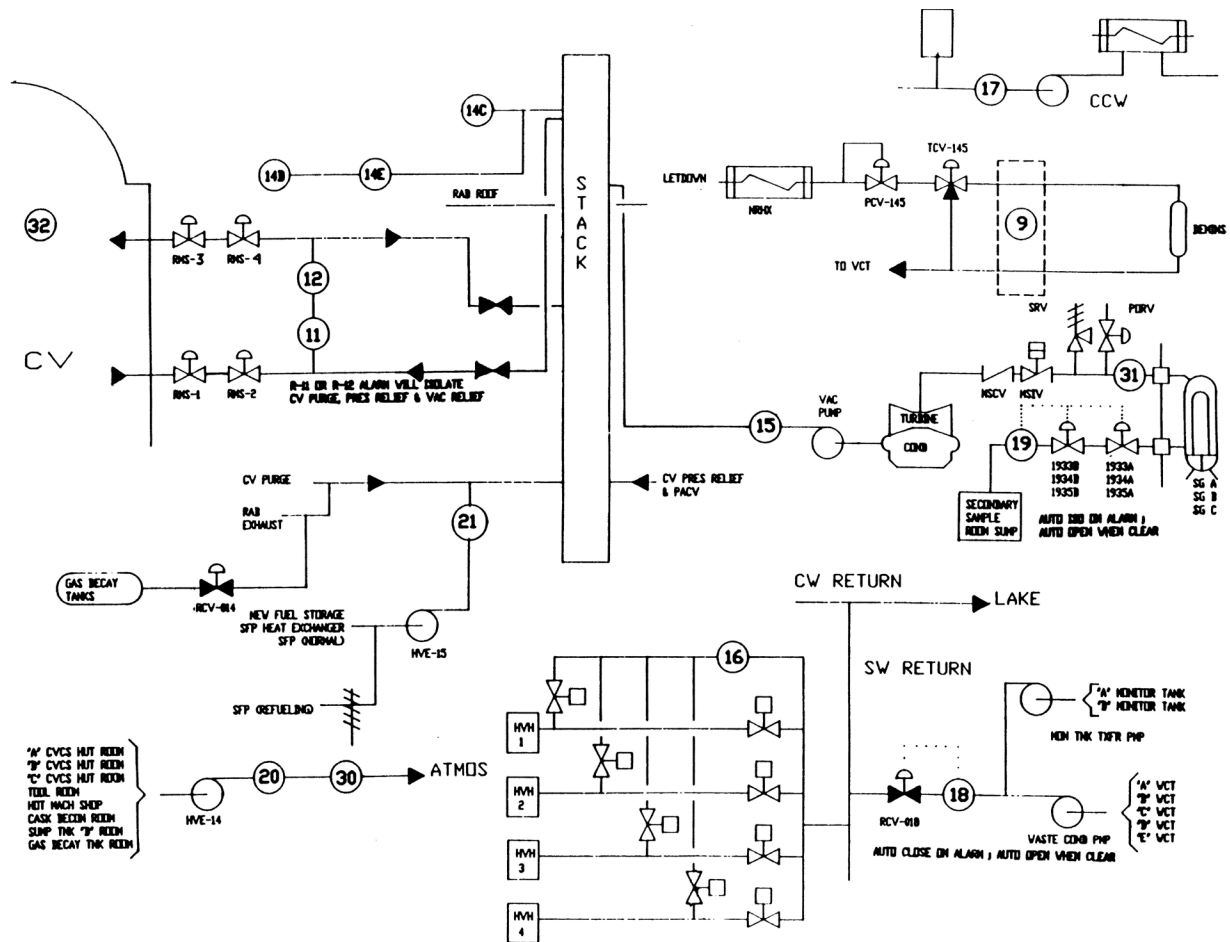 17
CCW
14C
14D
14E
RAB ROOF
STACK
LETDOWN
NRHX
PCV-145
TCV-145
9
DEMINS
TO VCT
32
RMS-3
RMS-4
12
11
CV
RMS-1
RMS-2
R-11 OR R-12 ALARM WILL ISOLATE
CV PURGE, PRES RELIEF & VAC RELIEF
SRV
PORV
31
MSCV
MSIV
15
VAC
PUMP
TURBINE
COND
19
1933B
1934B
1935B
1933A
1934A
1935A
SG A
SG B
SG C
SECONDARY
SAMPLE
ROOM SUMP
AUTO ISO ON ALARM ;
AUTO OPEN WHEN CLEAR
CV PURGE
RAB
EXHAUST
21
CV PRES RELIEF
& PACV
GAS DECAY
TANKS
RCV-014
NEW FUEL STORAGE
SFP HEAT EXCHANGER
SFP (NORMAL)
HVE-15
SFP (REFUELING)
CW RETURN
LAKE
SW RETURN
16
"A" MONITOR TANK
"B" MONITOR TANK
MON TNK TXFR PMP
"A" CVCS HUT ROOM
"B" CVCS HUT ROOM
"C" CVCS HUT ROOM
TOOL ROOM
HOT MACH SHOP
CASK DECON ROOM
SUMP TNK "B" ROOM
GAS DECAY TNK ROOM
HVE-14
20
30
ATMOS
HVH
1
HVH
2
HVH
3
HVH
4
RCV-018
18
WASTE COND PMP
"A" WCT
"B" WCT
"C" WCT
"D" WCT
"E" WCT
AUTO CLOSE ON ALARM ; AUTO OPEN WHEN CLEAR